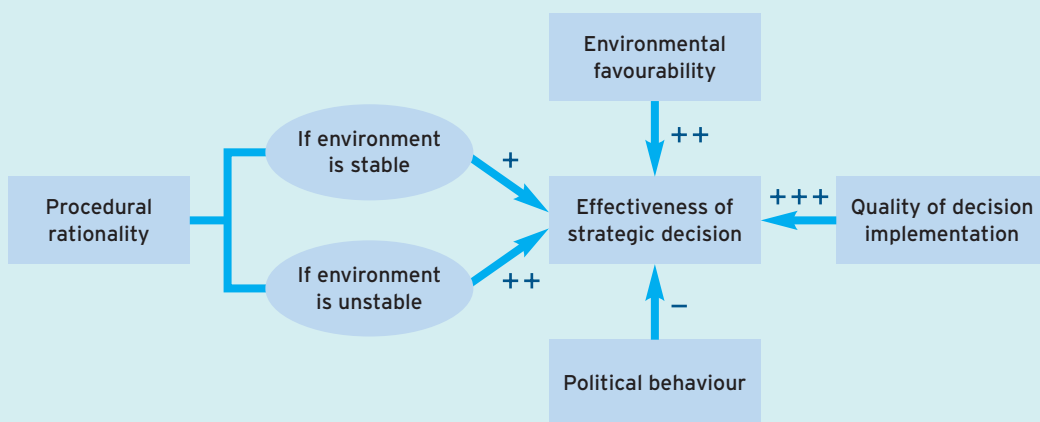 Environmental
favourability
++
If environment
is stable
+
Procedural
rationality
Effectiveness of
strategic decision
+++
Quality of decision
implementation
If environment
is unstable
++
−
Political behaviour